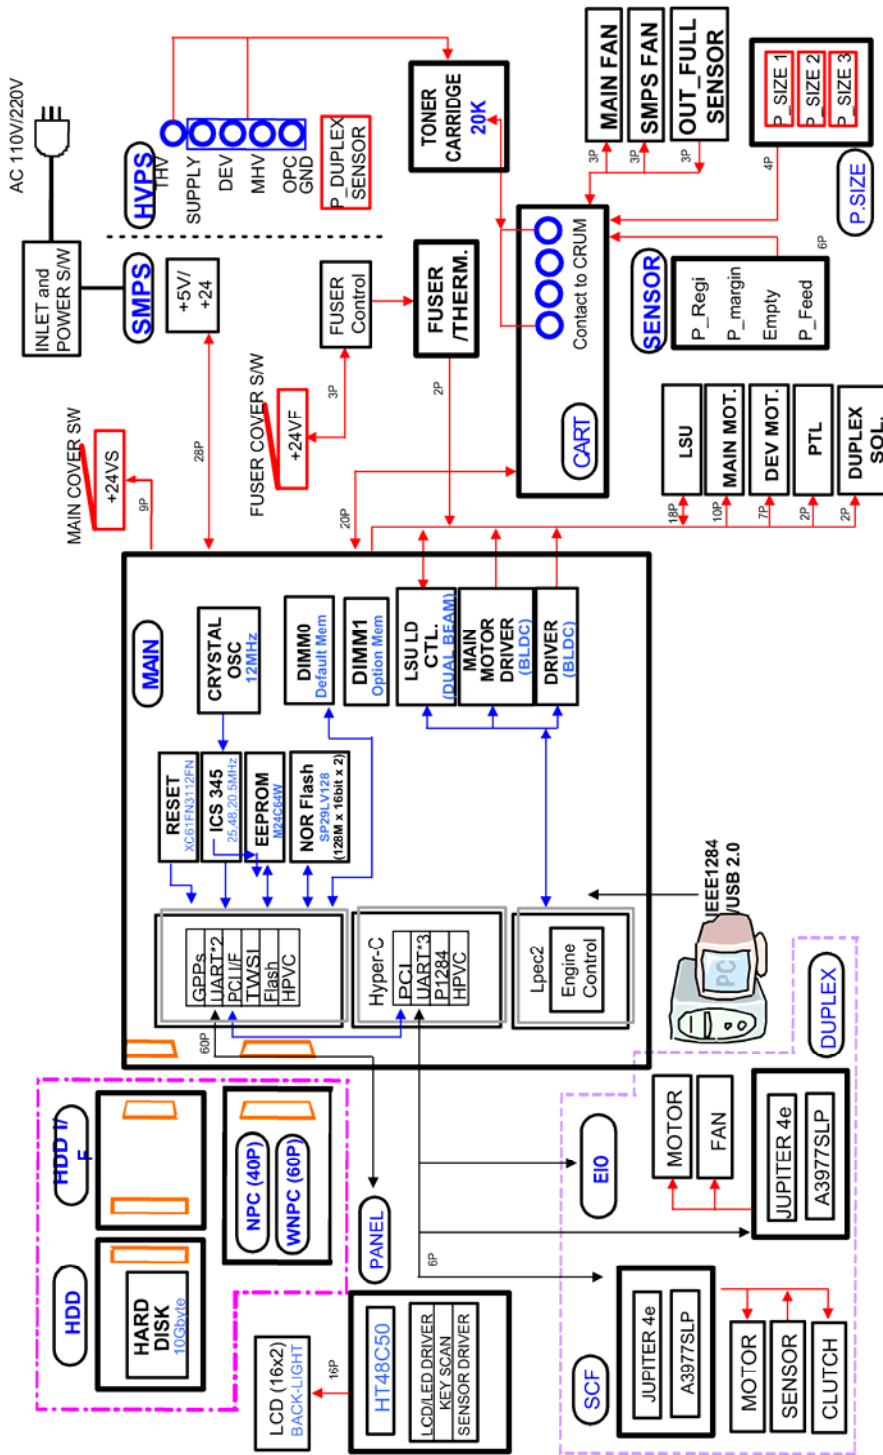 AC 110V/220V
INLET and
POWER S/W
SMPS
+5V/
+24
HVPS
THV
SUPPLY
DEV
MHV
OPC
GND
P_DUPLEX
SENSOR
TONER
CARRIDGE
20K
MAIN FAN
SMPS FAN
OUT_FULL
SENSOR
3P
3P
3P
P_SIZE 1
P_SIZE 2
P_SIZE 3
4P
P.SIZE
MAIN COVER SW
+24VS
9P
28P
FUSER COVER S/W
+24VF
3P
FUSER
Control
FUSER
/THERM.
2P
20P
CART
Contact to CRUM
SENSOR
P_Regi
P_margin
Empty
P_Feed
6P
LSU
MAIN MOT.
DEV MOT.
PTL
DUPLEX
SOL.
18P
10P
7P
2P
2P
MAIN
CRYSTAL
OSC
12MHz
RESET
XC61FN3112FN
ICS 345
25,48,20.5MHz
EEPROM
M24C64W
NOR Flash
SP29LV128
(128M x 16bit x 2)
DIMM0
Default Mem
DIMM1
Option Mem
LSU LD
CTL.
(DUAL BEAM)
MAIN
MOTOR
DRIVER
(BLDC)
DRIVER
(BLDC)
GPPs
UART*2
PCI I/F
TWSI
Flash
HPVC
60P
Hyper-C
PCI
UART*3
P1284
HPVC
Lpec2
Engine
Control
IEEE1284
/USB 2.0
PC
HDD I/
F
HDD
HARD
DISK
10Gbyte
NPC (40P)
WNPC (60P)
PANEL
LCD (16x2)
BACK-LIGHT
16P
HT48C50
LCD/LED DRIVER
KEY SCAN
SENSOR DRIVER
6P
EIO
DUPLEX
MOTOR
FAN
JUPITER 4e
A3977SLP
SCF
JUPITER 4e
A3977SLP
MOTOR
SENSOR
CLUTCH